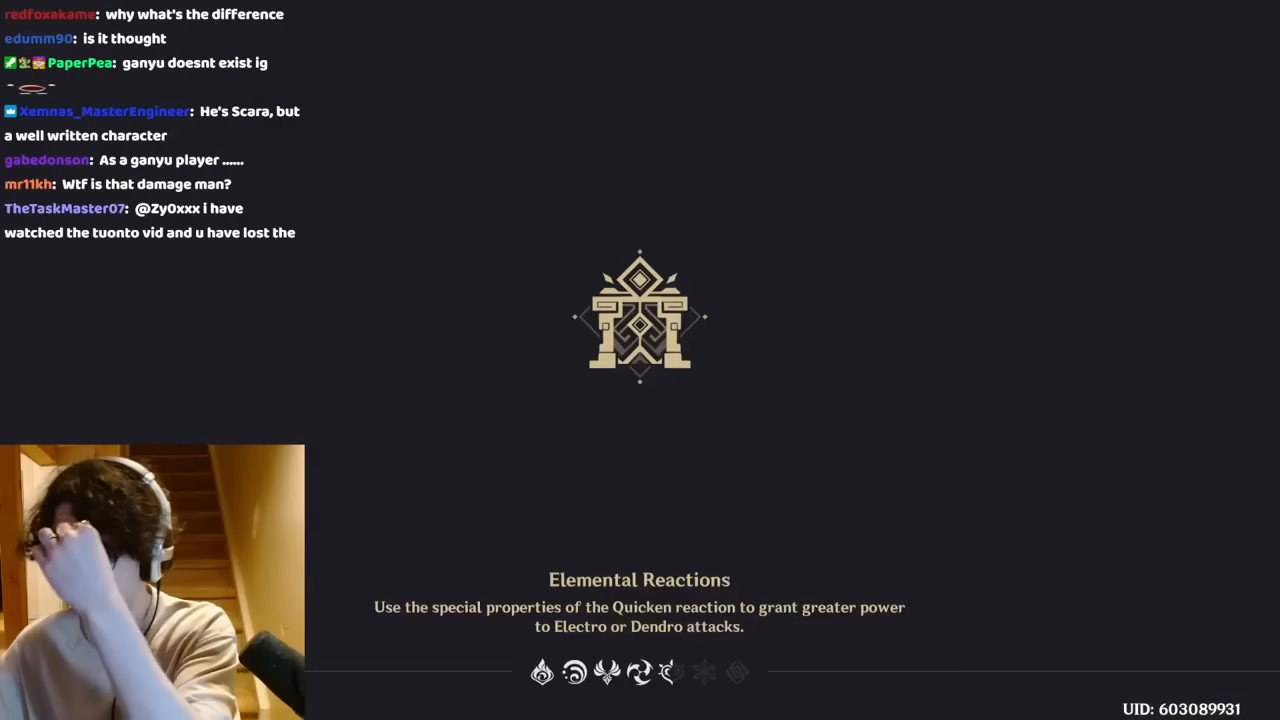 redfoxakame: why what's the difference
edumm90: is it thought
PaperPea: ganyu doesnt exist ig
Xemnas_MasterEngineer: He's Scara, but
a well written character
gabedonson: As a ganyu player ......
mr11kh: Wtf is that damage man?
TheTaskMaster07: @Zy0xxx i have
watched the tuonto vid and u have lost the
Elemental Reactions
Use the special properties of the Quicken reaction to grant greater power
to Electro or Dendro attacks.
UID: 603089931